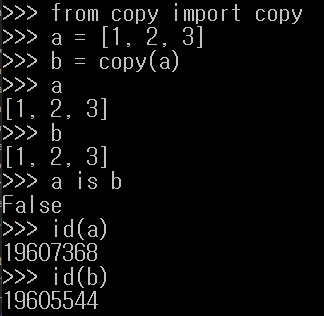 >>> from copy import copy
>>> a = [1, 2, 3]
>>> b = copy(a)
>>> a
[1, 2, 3]
>>> b
[1, 2, 3]
>>> a is b
False
>>> id(a)
19607368
>>> id(b)
19605544